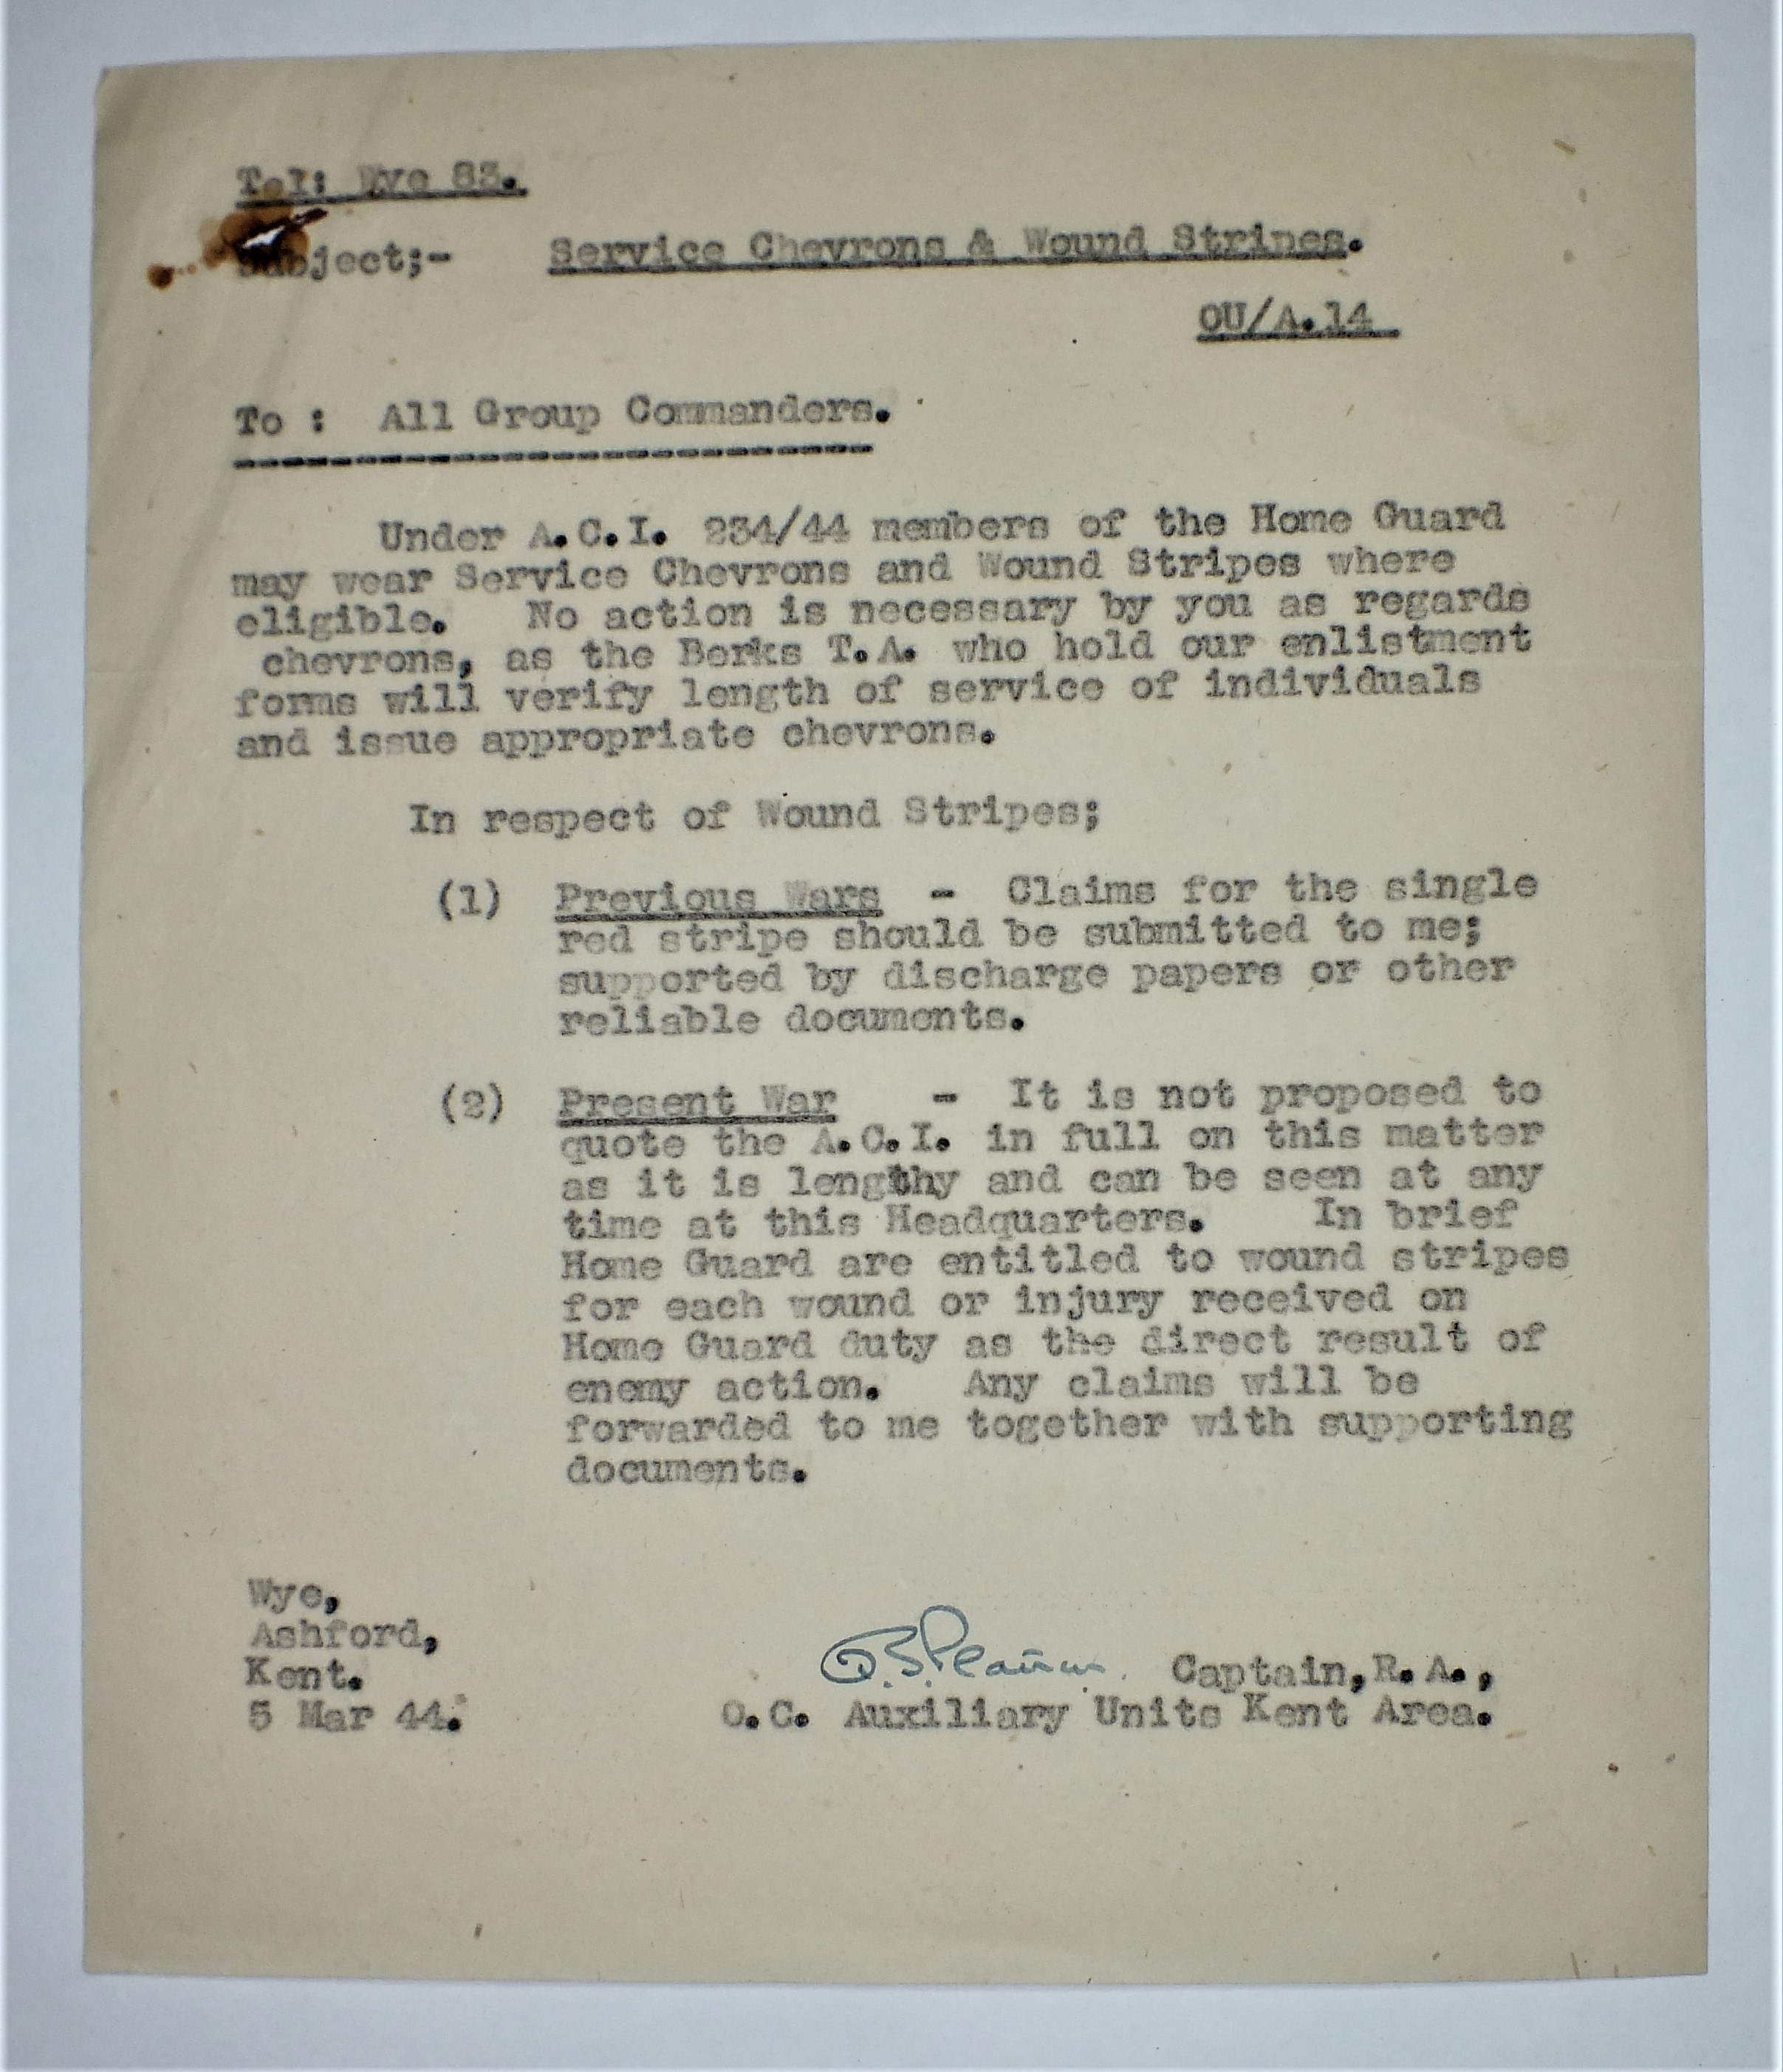 Tel: Wye 83.
Subject;- Service Chevrons & Wound Stripes.
OU/A.14
To : All Group Commanders.
Under A.C.I. 234/44 members of the Home Guard
may wear Service Chevrons and Wound Stripes where
eligible. No action is necessary by you as regards
chevrons, as the Berks T.A. who hold our enlistment
forms will verify length of service of individuals
and issue appropriate chevrons.
In respect of Wound Stripes;
(1) Previous Wars - Claims for the single
red stripe should be submitted to me;
supported by discharge papers or other
reliable documents.
(2) Present War - It is not proposed to
quote the A.C.I. in full on this matter
as it is lengthy and can be seen at any
time at this Headquarters. In brief
Home Guard are entitled to wound stripes
for each wound or injury received on
Home Guard duty as the direct result of
enemy action. Any claims will be
forwarded to me together with supporting
documents.
Wye,
Ashford,
Kent.
5 Mar 44.
Captain,R.A.,
O.C. Auxiliary Units Kent Area.